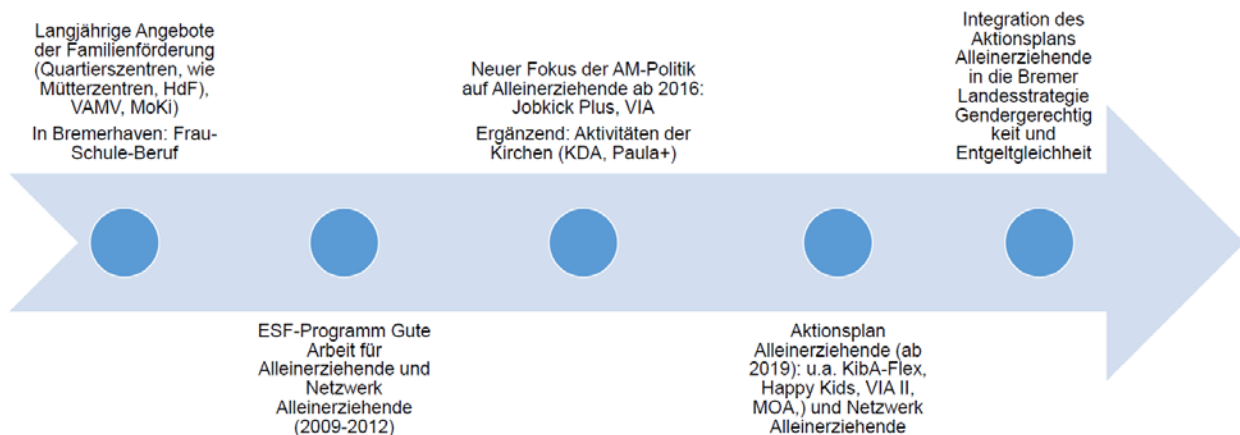 Langjährige Angebote
der Familienförderung
(Quartierszentren, wie
Mütterzentren, HdF),
VAMV, MoKi)
In Bremerhaven: Frau-
Schule-Beruf
ESF-Programm Gute
Arbeit für
Alleinerziehende und
Netzwerk
Alleinerziehende
(2009-2012)
Neuer Fokus der AM-Politik
auf Alleinerziehende ab 2016:
Jobkick Plus, VIA
Ergänzend: Aktivitäten der
Kirchen (KDA, Paula+)
Aktionsplan
Alleinerziehende (ab
2019): u.a. KibA-Flex,
Happy Kids, VIA II,
MOA,) und Netzwerk
Alleinerziehende
Integration des
Aktionsplans
Alleinerziehende
in die Bremer
Landesstrategie
Gendergerechtig
keit und
Entgeltgleichheit